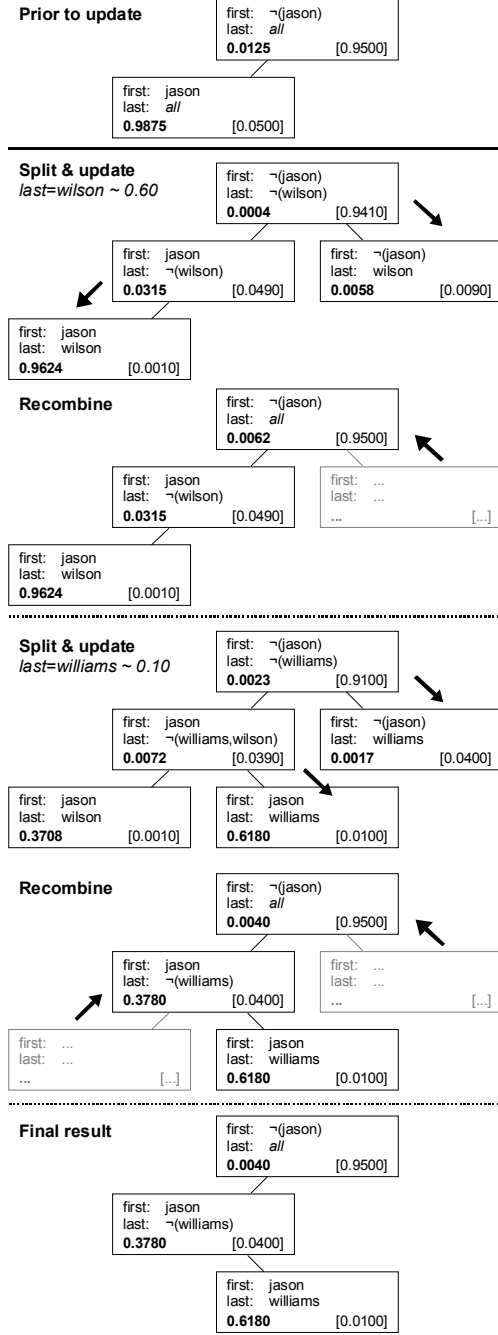 Prior to update
first: ¬(jason)
last: all
0.0125 [0.9500]
first: jason
last: all
0.9875 [0.0500]
Split & update
last=wilson ~ 0.60
first: ¬(jason)
last: ¬(wilson)
0.0004 [0.9410]
first: jason
last: ¬(wilson)
0.0315 [0.0490]
first: ¬(jason)
last: wilson
0.0058 [0.0090]
first: jason
last: wilson
0.9624 [0.0010]
Recombine
first: ¬(jason)
last: all
0.0062 [0.9500]
first: jason
last: ¬(wilson)
0.0315 [0.0490]
first: ...
last: ...
... [...]
first: jason
last: wilson
0.9624 [0.0010]
Split & update
last=williams ~ 0.10
first: ¬(jason)
last: ¬(williams)
0.0023 [0.9100]
first: jason
last: ¬(williams,wilson)
0.0072 [0.0390]
first: ¬(jason)
last: williams
0.0017 [0.0400]
first: jason
last: wilson
0.3708 [0.0010]
first: jason
last: williams
0.6180 [0.0100]
Recombine
first: ¬(jason)
last: all
0.0040 [0.9500]
first: jason
last: ¬(williams)
0.3780 [0.0400]
first: ...
last: ...
... [...]
first: ...
last: ...
... [...]
first: jason
last: williams
0.6180 [0.0100]
Final result
first: ¬(jason)
last: all
0.0040 [0.9500]
first: jason
last: ¬(williams)
0.3780 [0.0400]
first: jason
last: williams
0.6180 [0.0100]